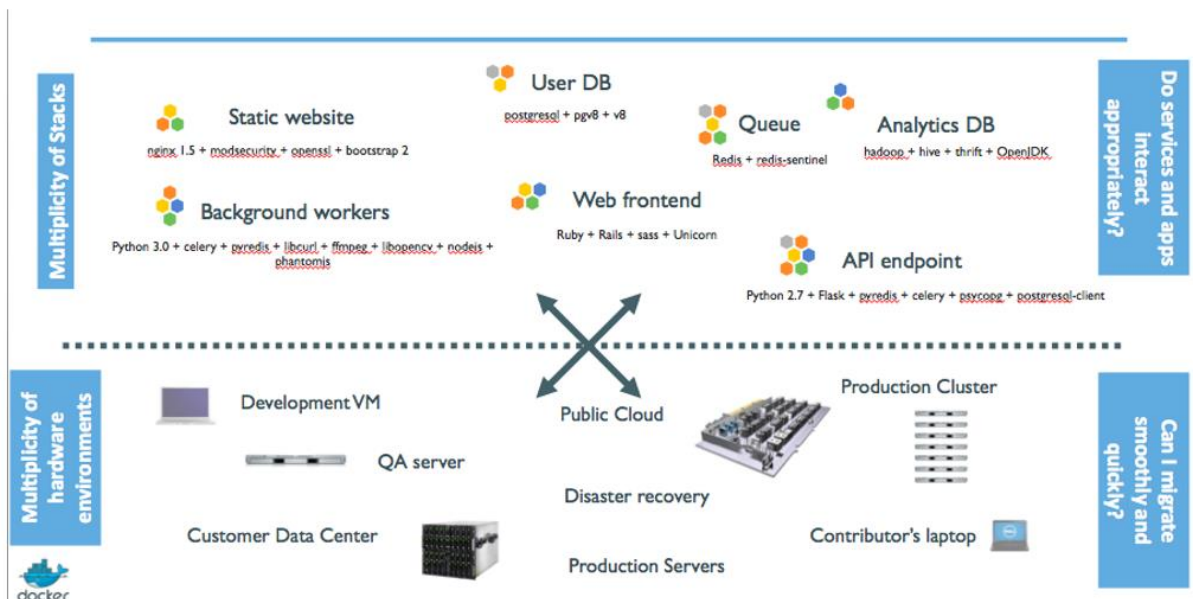 Multiplicity of Stacks
Static website
nginx 1.5 + modsecurity + openssl + bootstrap 2
User DB
postgresql + pgv8 + v8
Queue
Redis + redis-sentinel
Analytics DB
hadoop + hive + thrift + OpenJDK
Background workers
Python 3.0 + celery + pyredis + libcurl + ffmpeg + libopencv + nodejs +
phantomjs
Web frontend
Ruby + Rails + sass + Unicorn
API endpoint
Python 2.7 + Flask + pyredis + celery + psycopg + postgresql-client
Do services and apps
interact
appropriately?
Multiplicity of
hardware
environments
Development VM
QA server
Customer Data Center
Public Cloud
Disaster recovery
Production Servers
Production Cluster
Contributor's laptop
Can I migrate
smoothly and
quickly?
docker